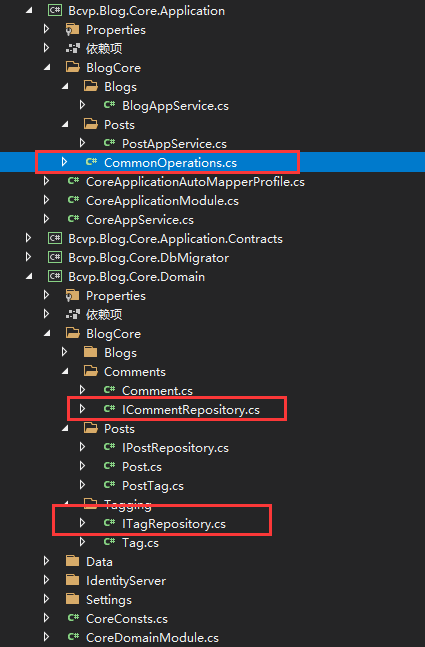 C# Bcvp.Blog.Core.Application
Properties
依赖项
BlogCore
Blogs
C# BlogAppService.cs
Posts
C# PostAppService.cs
C# CommonOperations.cs
C# CoreApplicationAutoMapperProfile.cs
C# CoreApplicationModule.cs
C# CoreAppService.cs
C# Bcvp.Blog.Core.Application.Contracts
C# Bcvp.Blog.Core.DbMigrator
C# Bcvp.Blog.Core.Domain
Properties
依赖项
BlogCore
Blogs
Comments
C# Comment.cs
C# ICommentRepository.cs
Posts
C# IPostRepository.cs
C# Post.cs
C# PostTag.cs
Tagging
C# ITagRepository.cs
C# Tag.cs
Data
IdentityServer
Settings
C# CoreConsts.cs
C# CoreDomainModule.cs